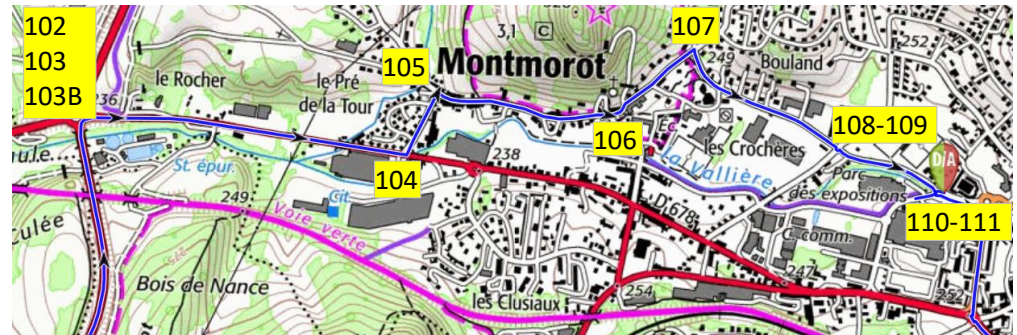 102
103
103B
236
le Rocher
le Pré
de la Tour
105
3,1 C
Montmorot
107
249
Bouland
252
106
108-109
D/A
les Crochères
La Vallière
Parc
des expositions
110-111
St. épur.
104
238
Cit.
249
Voie verte
D 678
C. comm.
culée
Bois de Nance
les Clusiaux
254
247
252